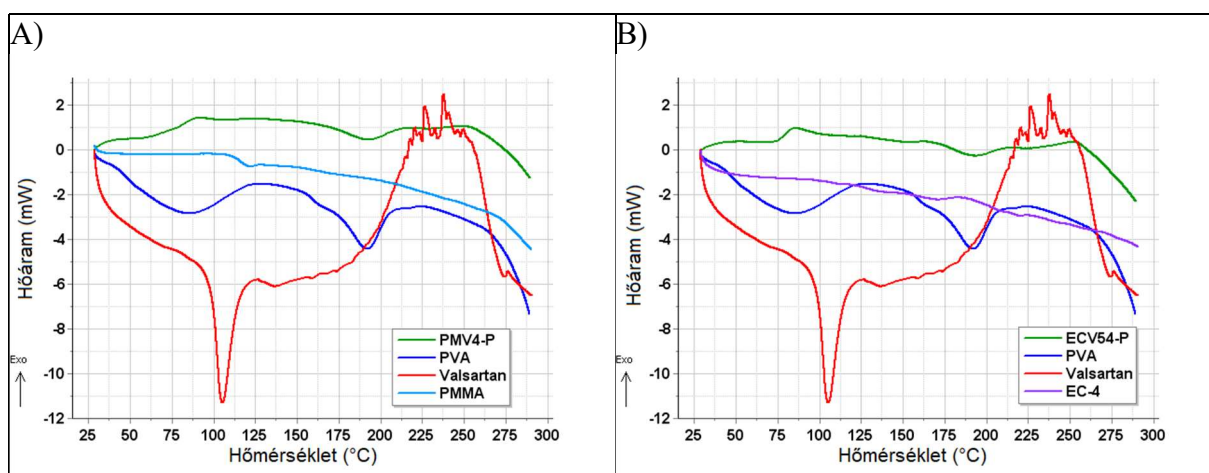 A)
2
0
-2
-4
-6
-8
-10
-12
Hőáram (mW)
Exo
PMV4-P
PVA
Valsartan
PMMA
25 50 75 100 125 150 175 200 225 250 275 300
Hőmérséklet (°C)
B)
2
0
-2
-4
-6
-8
-10
-12
Hőáram (mW)
Exo
ECV54-P
PVA
Valsartan
EC-4
25 50 75 100 125 150 175 200 225 250 275 300
Hőmérséklet (°C)